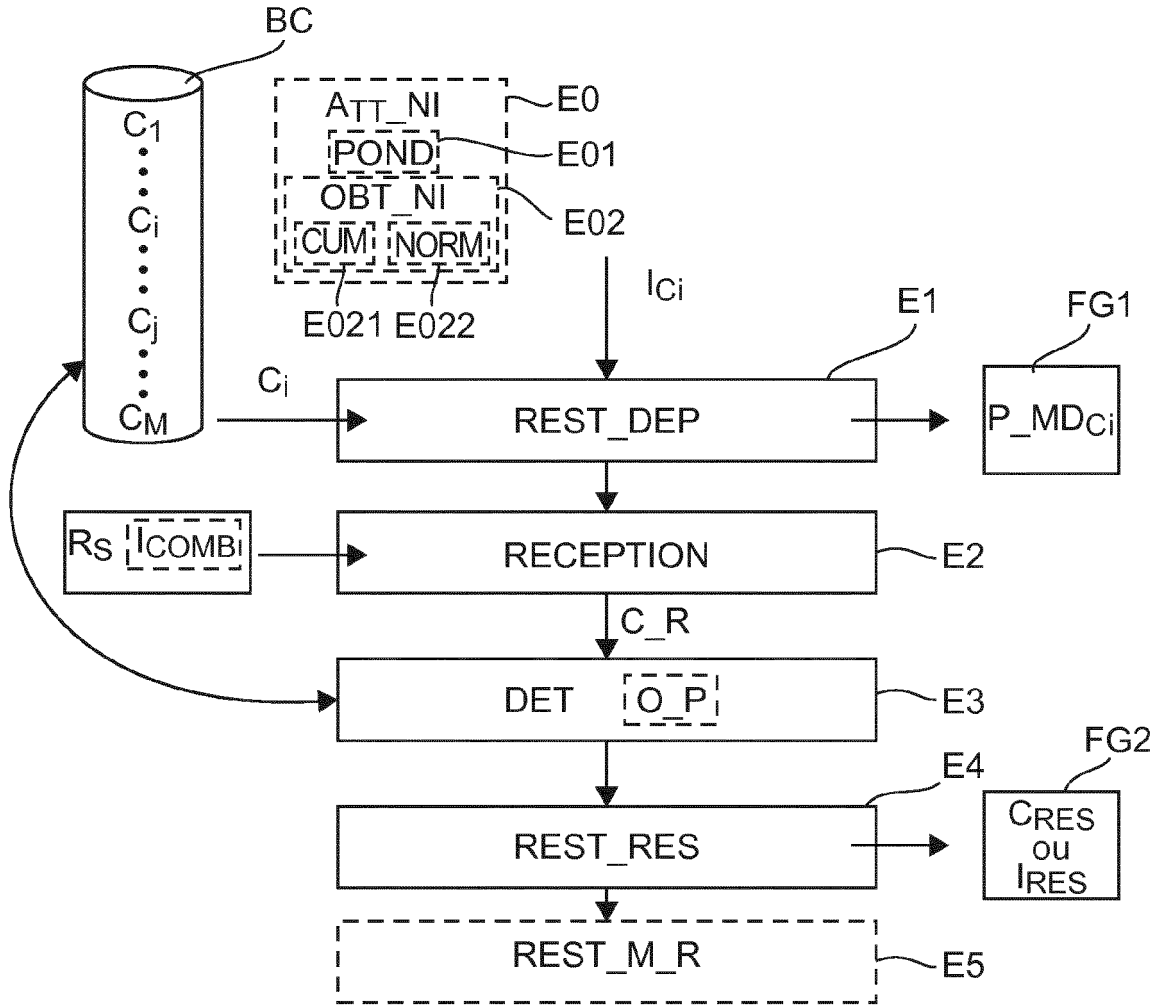 BC
C1
Ci
Cj
CM
ATT_NI
E0
POND
E01
OBT_NI
E02
CUM NORM
E021 E022
ICi
E1
FG1
Ci
REST_DEP
P_MDCi
RS ICOMBi
RECEPTION
E2
C_R
DET O_P
E3
E4
FG2
REST_RES
CRES
ou
IRES
REST_M_R
E5